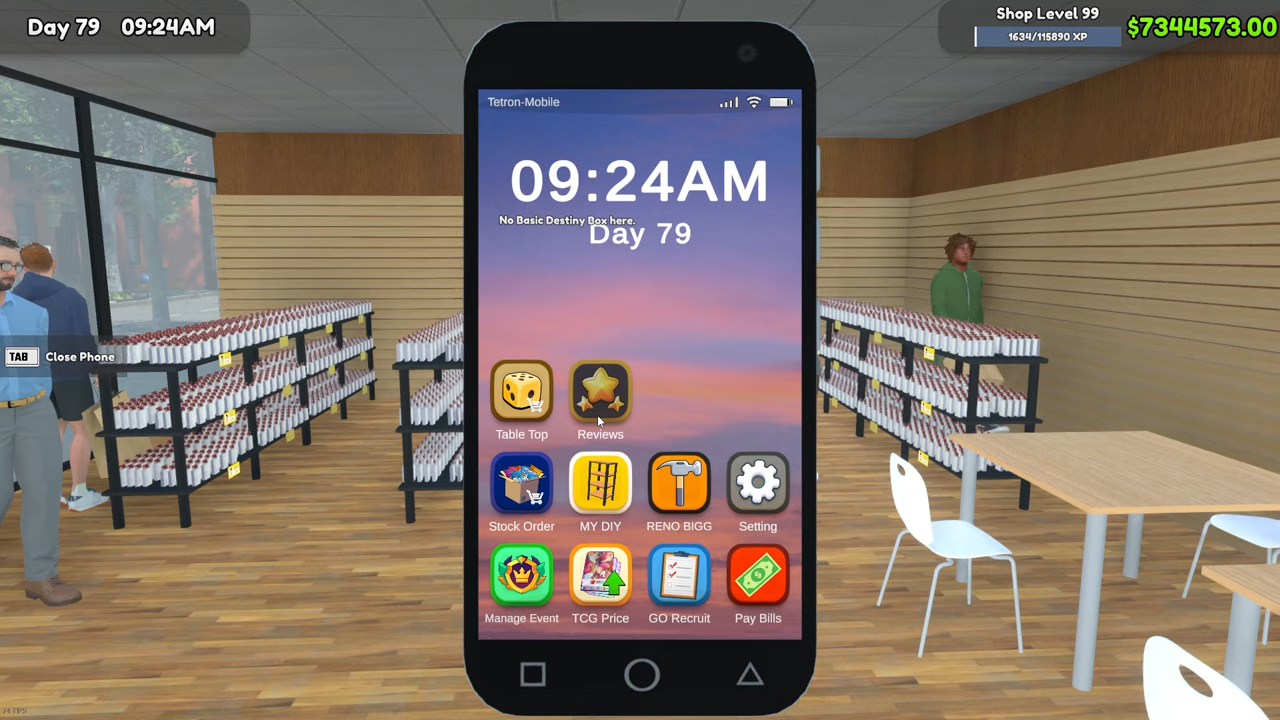 Day 79 09:24AM
Shop Level 99
1634/115890 XP
$7344573.00
Tetron-Mobile
09:24AM
No Basic Destiny Box here.
Day 79
TAB Close Phone
Table Top
Reviews
Stock Order
MY DIY
RENO BIGG
Setting
Manage Event
TCG Price
GO Recruit
Pay Bills
74 FPS